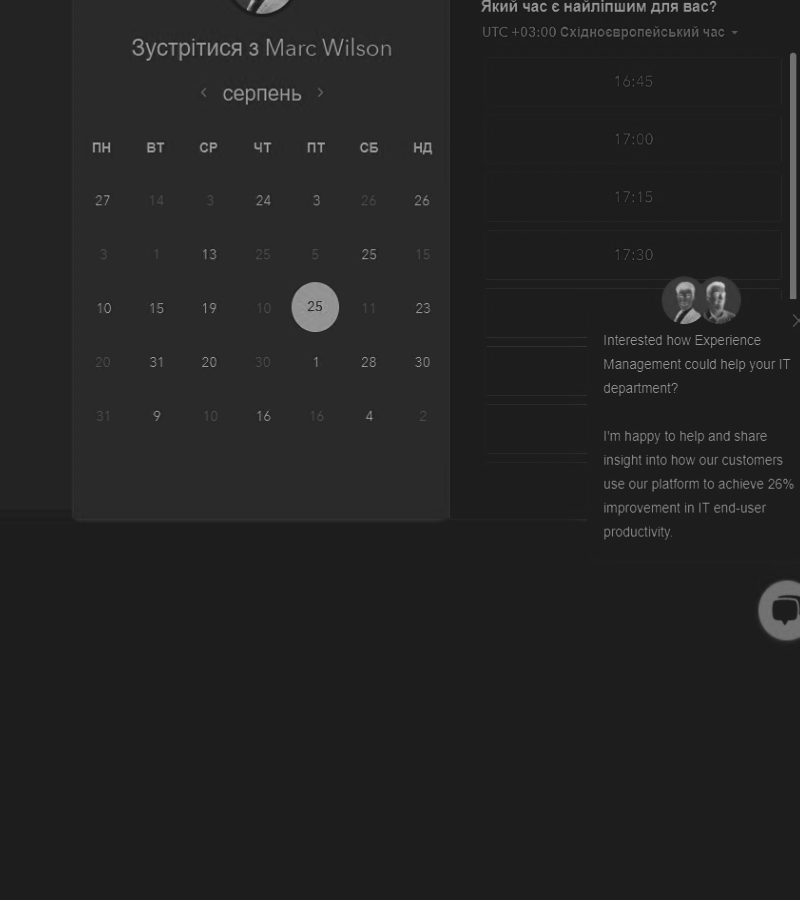 Зустрітися з Marc Wilson
серпень
ПН ВТ СР ЧТ ПТ СБ НД
27 14 3 24 3 26 26
3 1 13 25 5 25 15
10 15 19 10 25 11 23
20 31 20 30 1 28 30
31 9 10 16 16 4 2
Який час є найліпшим для вас?
UTC +03:00 Східноєвропейський час
16:45
17:00
17:15
17:30
Interested how Experience
Management could help your IT
department?
I'm happy to help and share
insight into how our customers
use our platform to achieve 26%
improvement in IT end-user
productivity.